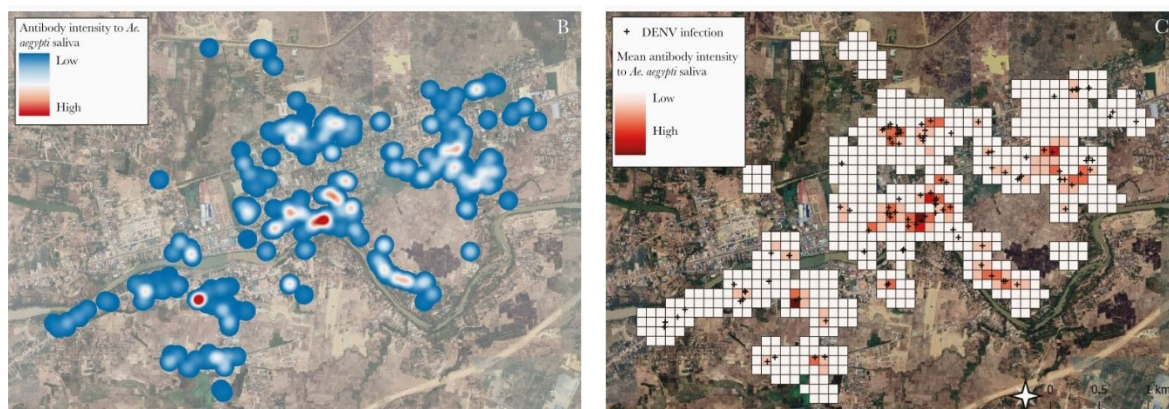 Antibody intensity to Ae.
aegypti saliva
Low
High
B
+ DENV infection
Mean antibody intensity
to Ae. aegypti saliva
Low
High
C
0 0.5 1 km